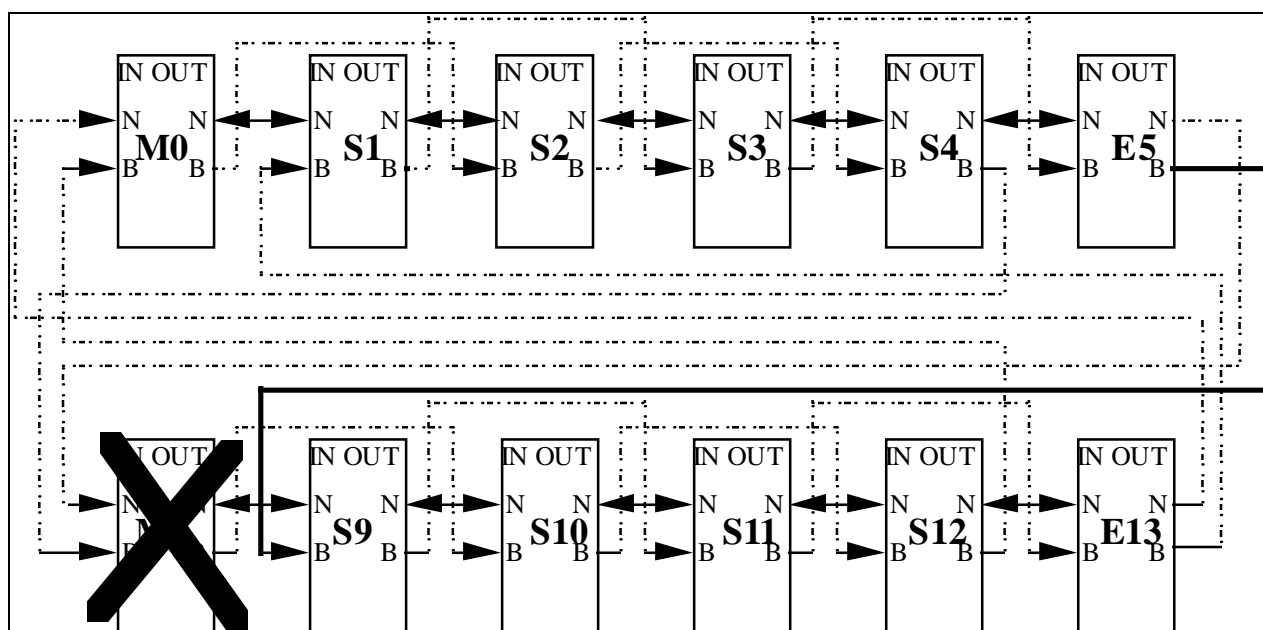 IN OUT IN OUT IN OUT IN OUT IN OUT IN OUT
N N N N N N N N N N N N
M0 S1 S2 S3 S4 E5
B B B B B B B B B B B B
OUT IN OUT IN OUT IN OUT IN OUT IN OUT
N N N N N N N N N N N
S9 S10 S11 S12 E13
B B B B B B B B B B